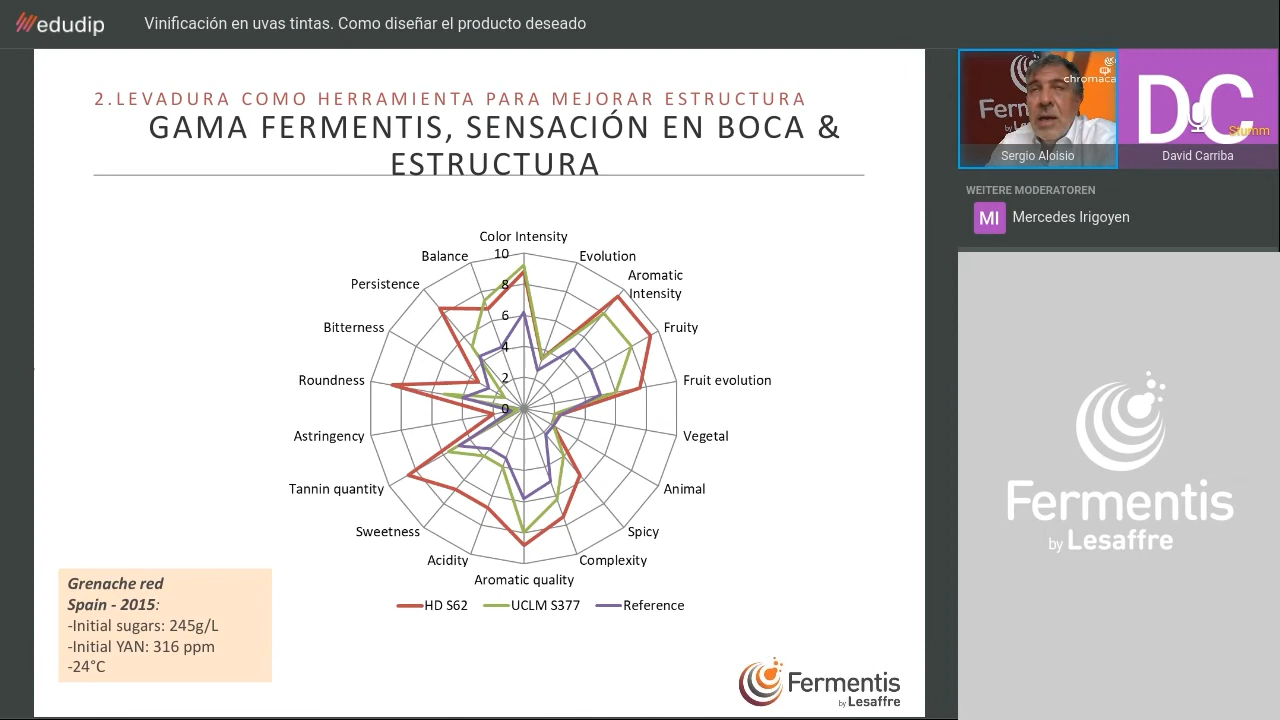 edudip
Vinificación en uvas tintas. Como diseñar el producto deseado
2.LEVADURA COMO HERRAMIENTA PARA MEJORAR ESTRUCTURA
GAMA FERMENTIS, SENSACIÓN EN BOCA &
ESTRUCTURA
Color Intensity
Evolution
Aromatic
Intensity
Fruity
Fruit evolution
Vegetal
Animal
Spicy
Complexity
Aromatic quality
Acidity
Sweetness
Tannin quantity
Astringency
Roundness
Bitterness
Persistence
Balance
10
8
6
4
2
0
HD S62
UCLM S377
Reference
Grenache red
Spain - 2015:
-Initial sugars: 245g/L
-Initial YAN: 316 ppm
-24°C
Fermentis
by Lesaffre
chromaca
Sergio Aloisio
DC
Stumm
David Carriba
WEITERE MODERATOREN
MI
Mercedes Irigoyen
Fermentis
by Lesaffre